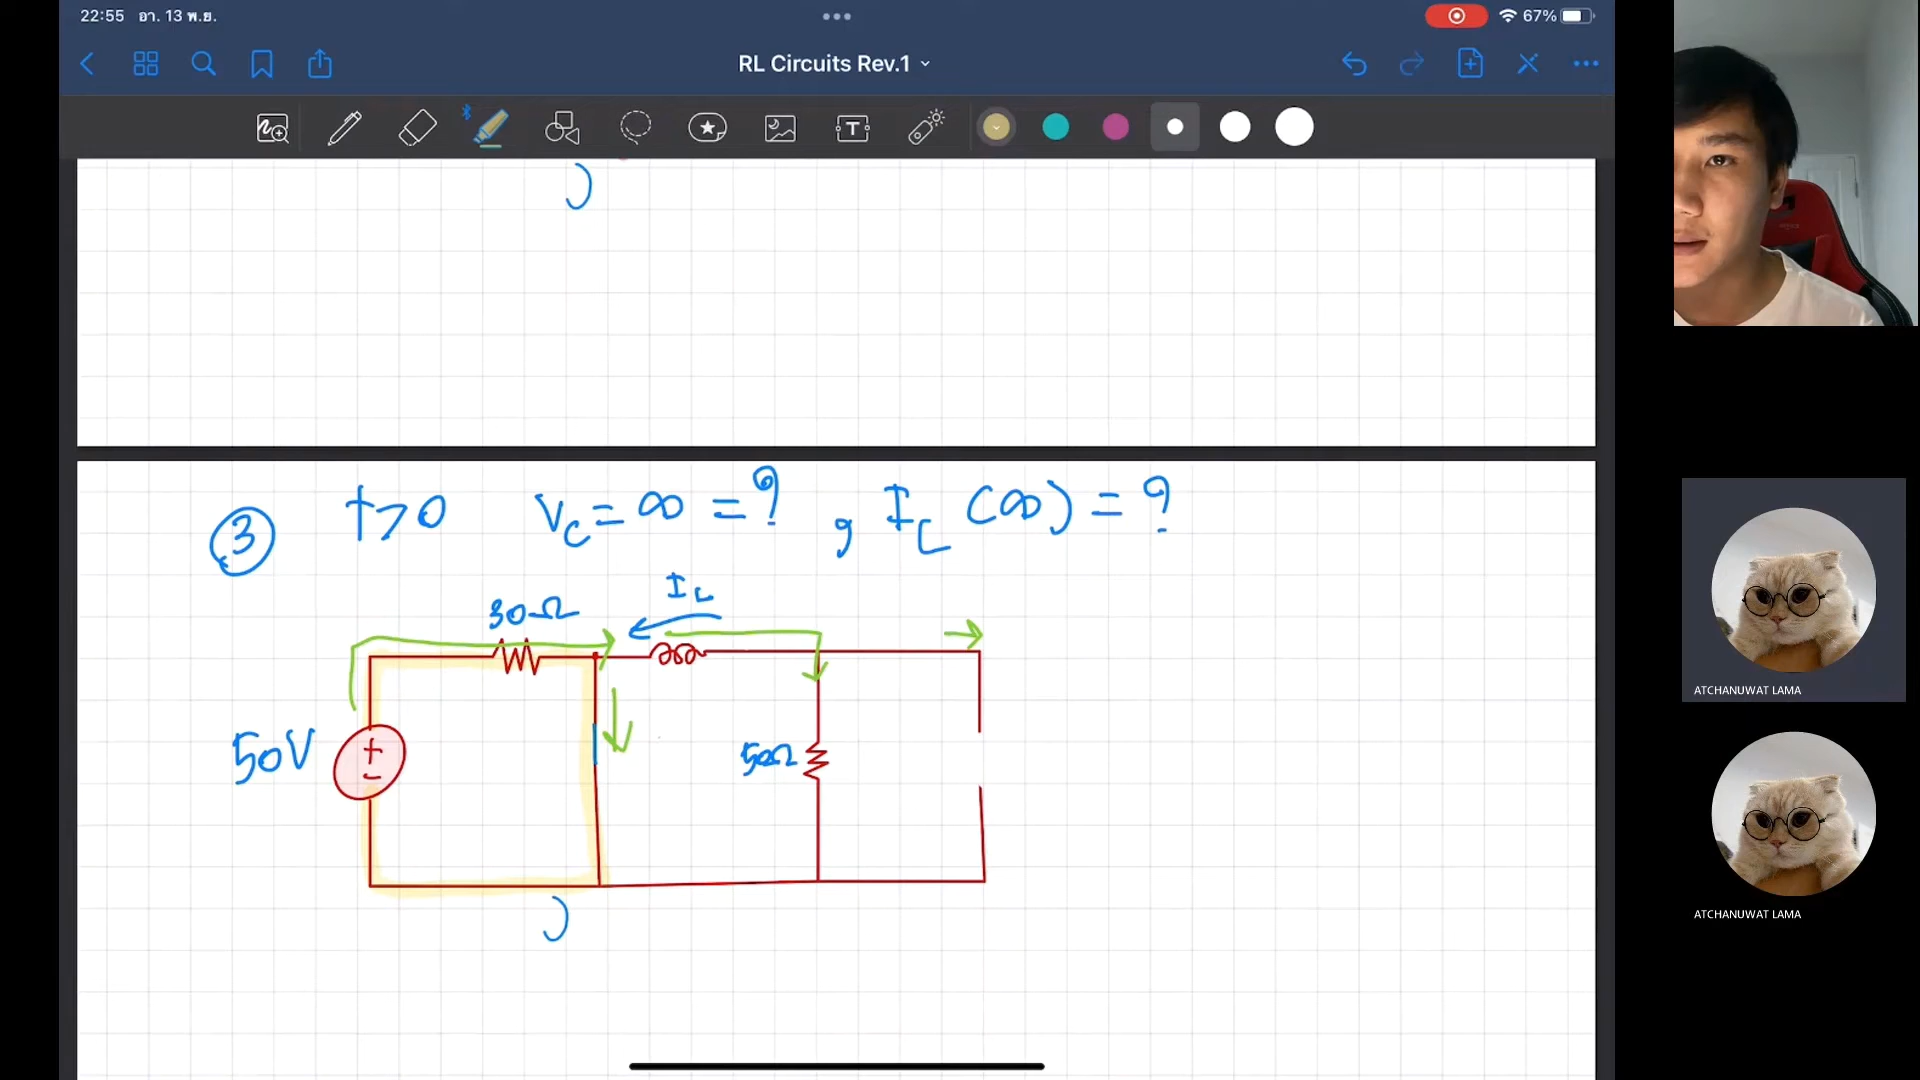 22:55 อา. 13 พ.ย.
67%
RL Circuits Rev.1
T
③ t>0 Vc = ∞ = ? , IL (∞) = ?
IL
30Ω
50V
+
-
50Ω
ATCHANUWAT LAMA
ATCHANUWAT LAMA